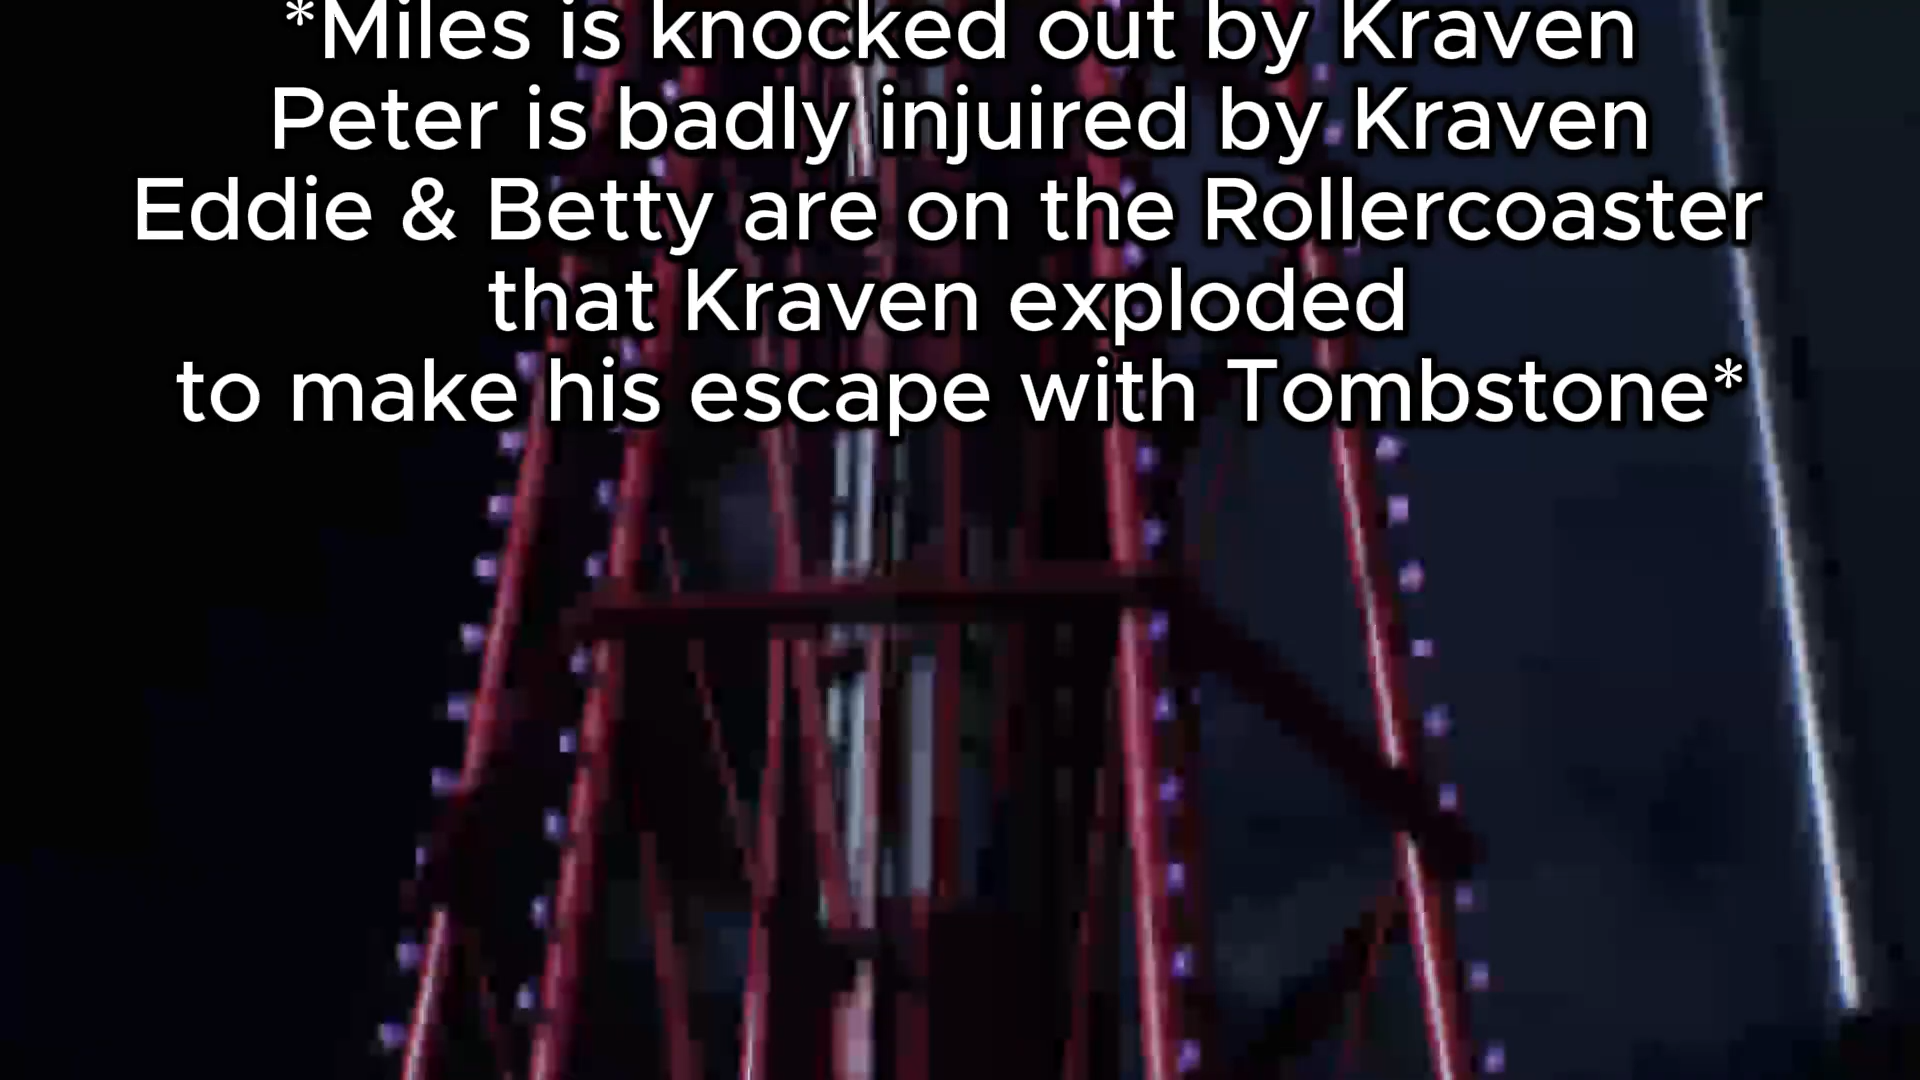 *Miles is knocked out by Kraven
Peter is badly injuired by Kraven
Eddie & Betty are on the Rollercoaster
that Kraven exploded
to make his escape with Tombstone*